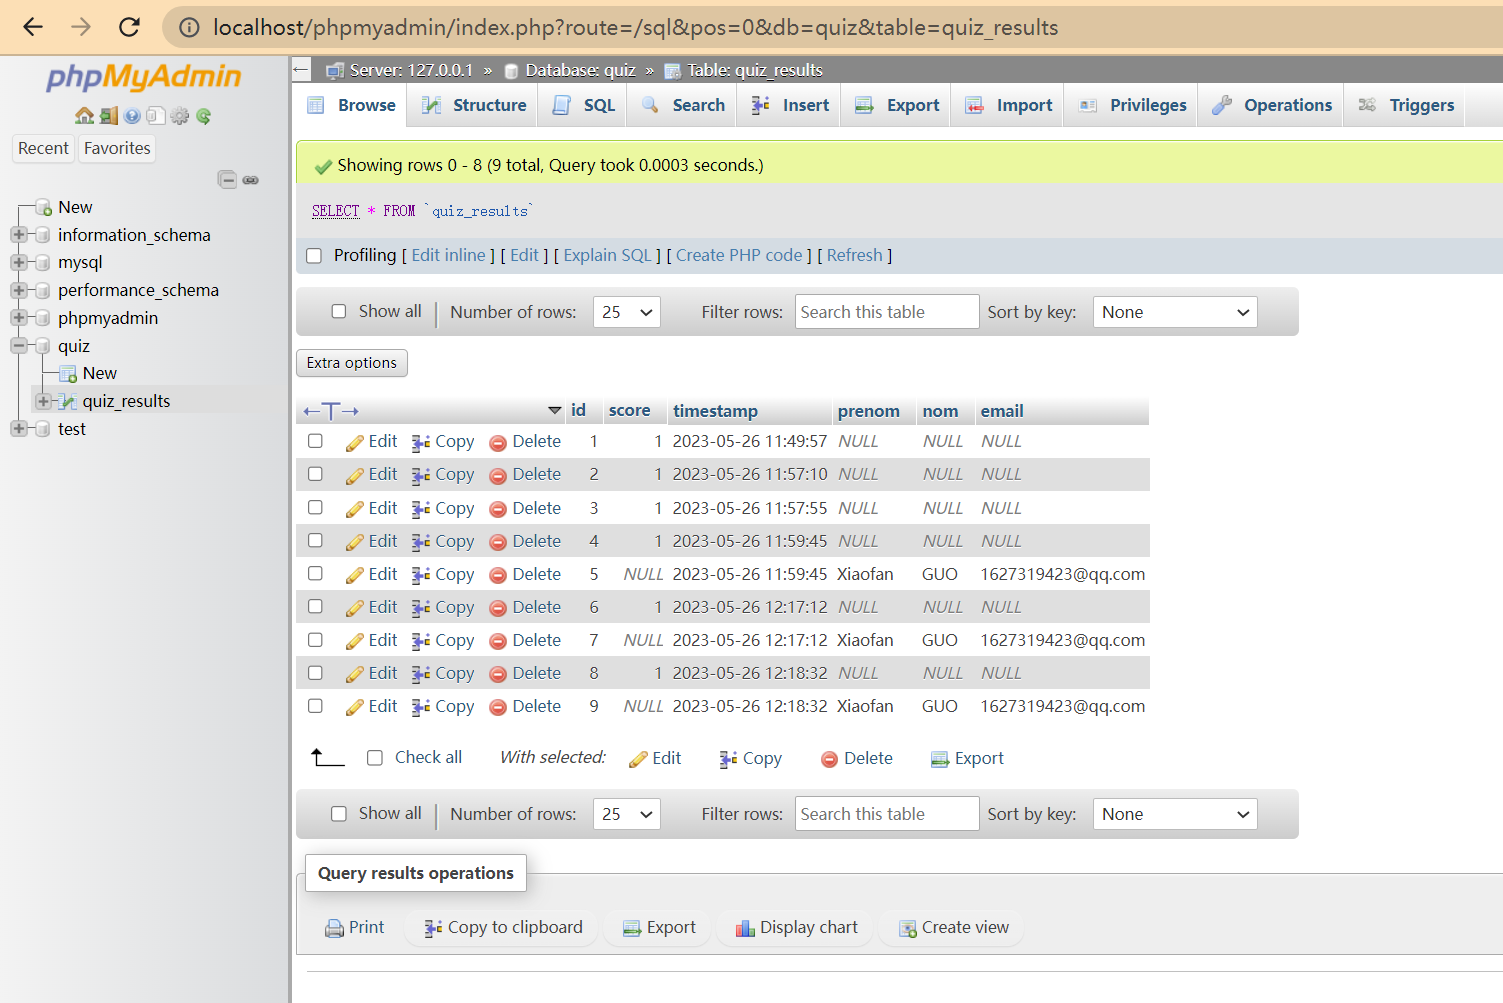 localhost/phpmyadmin/index.php?route=/sql&pos=0&db=quiz&table=quiz_results
phpMyAdmin
Recent Favorites
New
information_schema
mysql
performance_schema
phpmyadmin
quiz
New
quiz_results
test
Server: 127.0.0.1 » Database: quiz » Table: quiz_results
Browse Structure SQL Search Insert Export Import Privileges Operations Triggers
Showing rows 0 - 8 (9 total, Query took 0.0003 seconds.)
SELECT * FROM `quiz_results`
Profiling [ Edit inline ] [ Edit ] [ Explain SQL ] [ Create PHP code ] [ Refresh ]
Show all Number of rows: 25 Filter rows: Search this table Sort by key: None
Extra options
←T→ id score timestamp prenom nom email
Edit Copy Delete 1 1 2023-05-26 11:49:57 NULL NULL NULL
Edit Copy Delete 2 1 2023-05-26 11:57:10 NULL NULL NULL
Edit Copy Delete 3 1 2023-05-26 11:57:55 NULL NULL NULL
Edit Copy Delete 4 1 2023-05-26 11:59:45 NULL NULL NULL
Edit Copy Delete 5 NULL 2023-05-26 11:59:45 Xiaofan GUO 1627319423@qq.com
Edit Copy Delete 6 1 2023-05-26 12:17:12 NULL NULL NULL
Edit Copy Delete 7 NULL 2023-05-26 12:17:12 Xiaofan GUO 1627319423@qq.com
Edit Copy Delete 8 1 2023-05-26 12:18:32 NULL NULL NULL
Edit Copy Delete 9 NULL 2023-05-26 12:18:32 Xiaofan GUO 1627319423@qq.com
Check all With selected: Edit Copy Delete Export
Show all Number of rows: 25 Filter rows: Search this table Sort by key: None
Query results operations
Print Copy to clipboard Export Display chart Create view